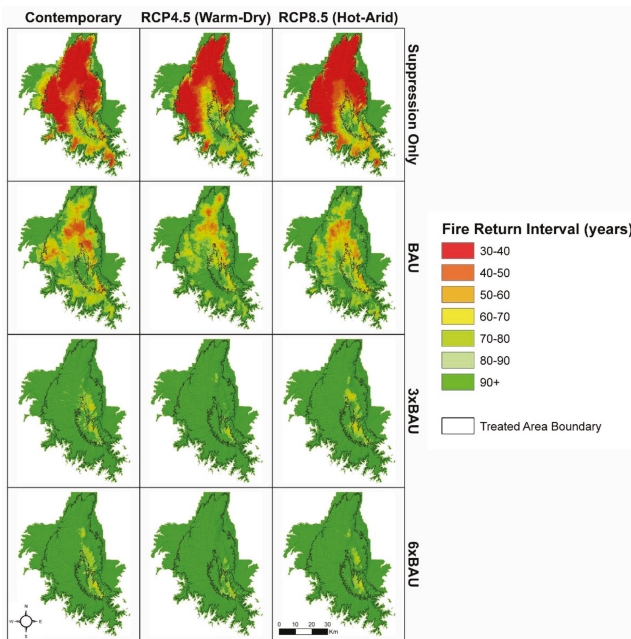 Contemporary
RCP4.5 (Warm-Dry)
RCP8.5 (Hot-Arid)
Suppression Only
BAU
3xBAU
6xBAU
Fire Return Interval (years)
30-40
40-50
50-60
60-70
70-80
80-90
90+
Treated Area Boundary
N
W
E
S
0 10 20 30
Km